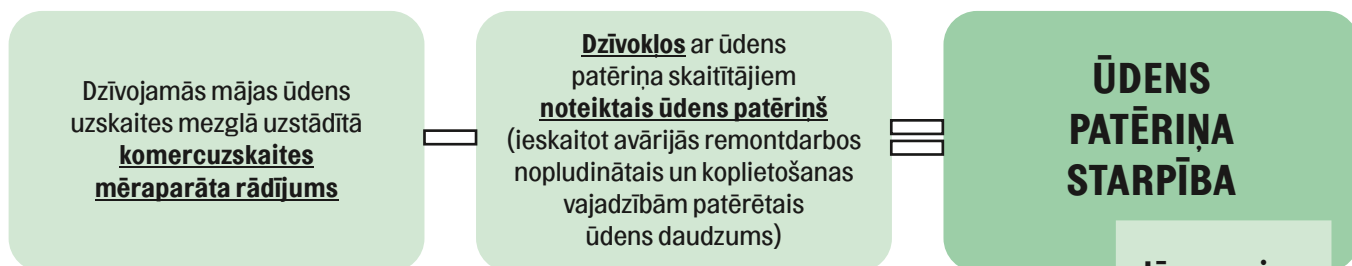 Dzīvojamās mājas ūdens
uzskaites mezglā uzstādītā
komercuzskaites
mēraparāta rādījums
Dzīvokļos ar ūdens
patēriņa skaitītājiem
noteiktais ūdens patēriņš
(ieskaitot avārijās remontdarbos
nopludinātais un koplietošanas
vajadzībām patērētais
ūdens daudzums)
ŪDENS
PATĒRIŅA
STARPĪBA